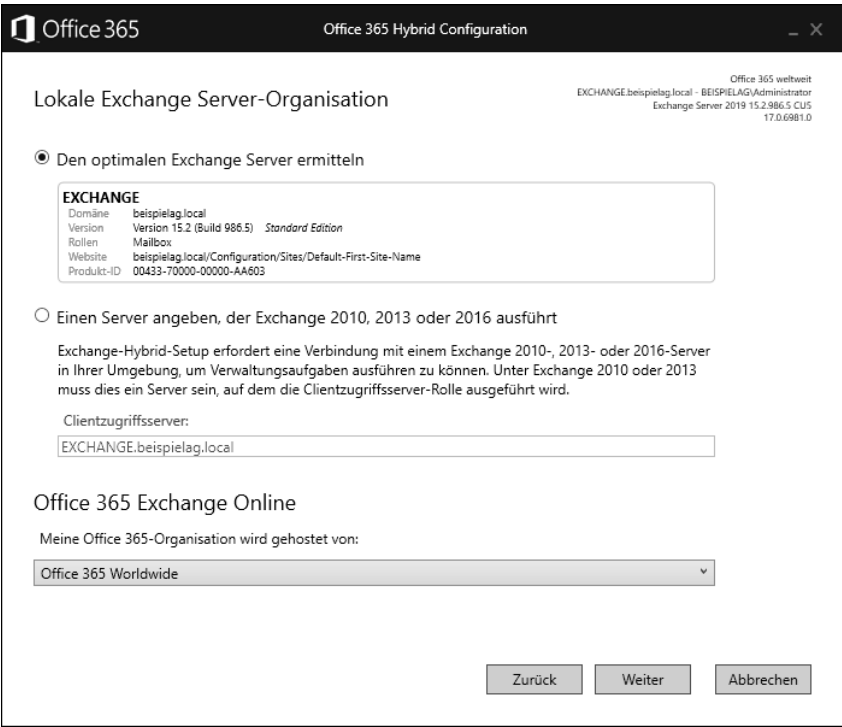 Office 365
Office 365 Hybrid Configuration
Office 365 weltweit
EXCHANGE.beispielag.local - BEISPIELAG\Administrator
Exchange Server 2019 15.2.986.5 CU5
17.0.6981.0
Lokale Exchange Server-Organisation
Den optimalen Exchange Server ermitteln
EXCHANGE
Domäne beispielag.local
Version Version 15.2 (Build 986.5) Standard Edition
Rollen Mailbox
Website beispielag.local/Configuration/Sites/Default-First-Site-Name
Produkt-ID 00433-70000-00000-AA603
Einen Server angeben, der Exchange 2010, 2013 oder 2016 ausführt
Exchange-Hybrid-Setup erfordert eine Verbindung mit einem Exchange 2010-, 2013- oder 2016-Server
in Ihrer Umgebung, um Verwaltungsaufgaben ausführen zu können. Unter Exchange 2010 oder 2013
muss dies ein Server sein, auf dem die Clientzugriffsserver-Rolle ausgeführt wird.
Clientzugriffsserver:
EXCHANGE.beispielag.local
Office 365 Exchange Online
Meine Office 365-Organisation wird gehostet von:
Office 365 Worldwide
Zurück
Weiter
Abbrechen